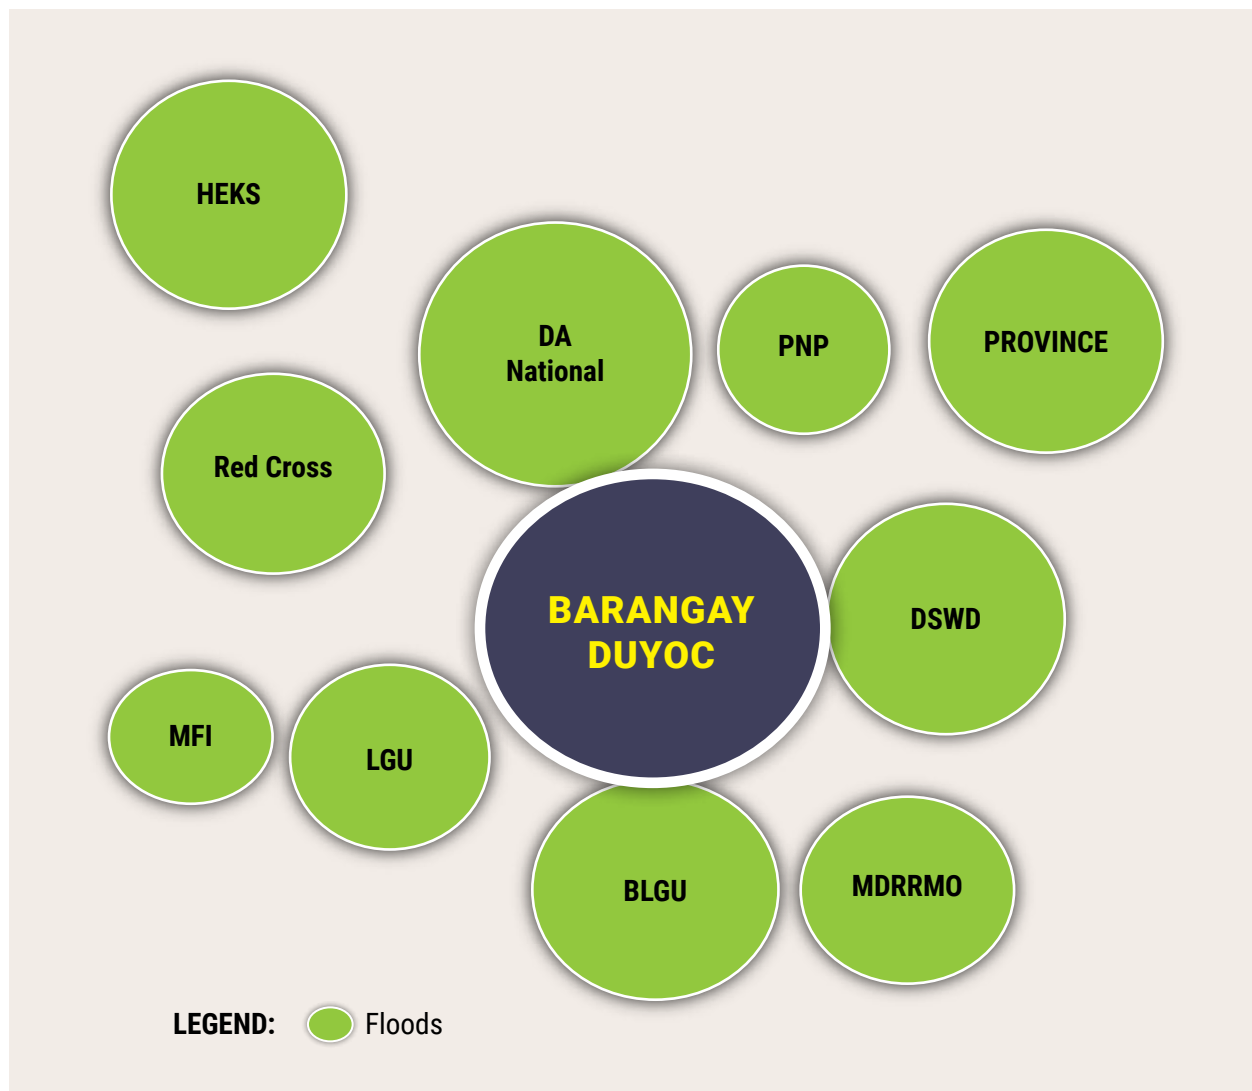 HEKS
DA
National
PNP
PROVINCE
Red Cross
BARANGAY
DUYOC
DSWD
MFI
LGU
BLGU
MDRRMO
LEGEND: Floods